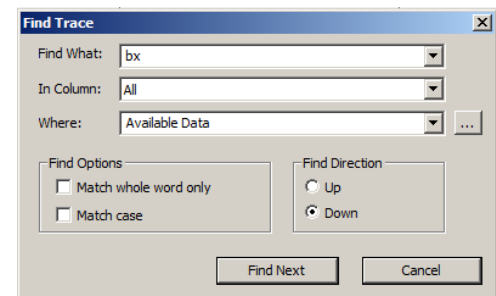 Find Trace
Find What: bx
In Column: All
Where: Available Data ...
Find Options Find Direction
Match whole word only Up
Match case Down
Find Next Cancel